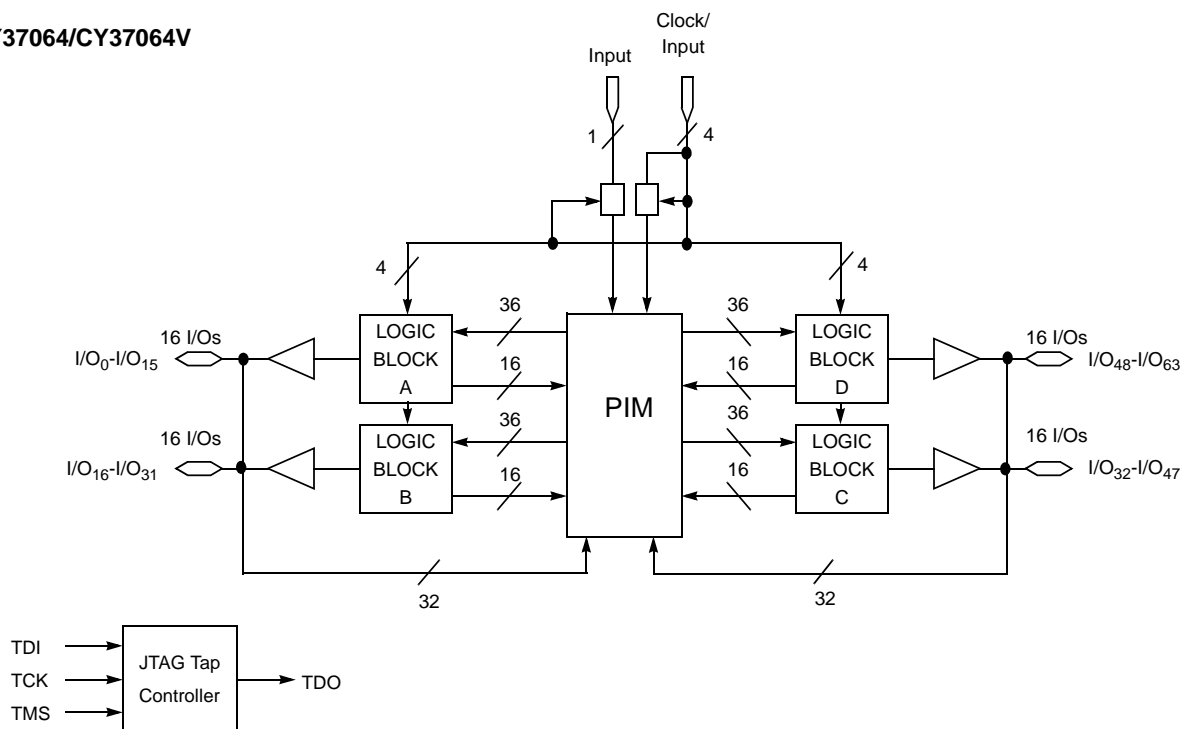 Y37064/CY37064V
Clock/
Input
Input
1
4
4
4
36
36
16 I/Os
LOGIC
BLOCK
A
LOGIC
BLOCK
D
16 I/Os
I/O0-I/O15
I/O48-I/O63
16
16
PIM
36
36
16 I/Os
LOGIC
BLOCK
B
LOGIC
BLOCK
C
16 I/Os
I/O16-I/O31
I/O32-I/O47
16
16
32
32
TDI
TCK
TMS
JTAG Tap
Controller
TDO